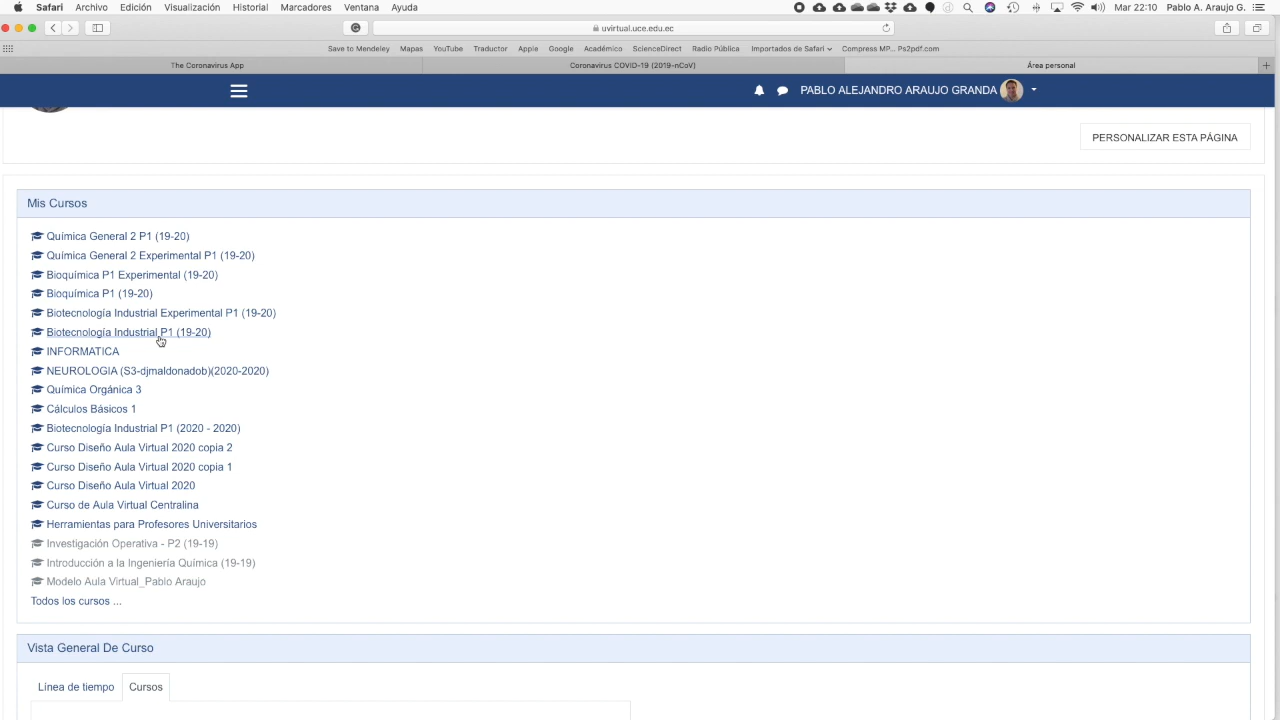 Safari Archivo Edición Visualización Historial Marcadores Ventana Ayuda Mar 22:10 Pablo A. Araujo G.
uvirtual.uce.edu.ec
Save to Mendeley Mapas YouTube Traductor Apple Google Académico ScienceDirect Radio Pública Importados de Safari Compress MP... Ps2pdf.com
The Coronavirus App Coronavirus COVID-19 (2019-nCoV) Área personal
PABLO ALEJANDRO ARAUJO GRANDA
PERSONALIZAR ESTA PÁGINA
Mis Cursos
Química General 2 P1 (19-20)
Química General 2 Experimental P1 (19-20)
Bioquímica P1 Experimental (19-20)
Bioquímica P1 (19-20)
Biotecnología Industrial Experimental P1 (19-20)
Biotecnología Industrial P1 (19-20)
INFORMATICA
NEUROLOGIA (S3-djmaldonadob)(2020-2020)
Química Orgánica 3
Cálculos Básicos 1
Biotecnología Industrial P1 (2020 - 2020)
Curso Diseño Aula Virtual 2020 copia 2
Curso Diseño Aula Virtual 2020 copia 1
Curso Diseño Aula Virtual 2020
Curso de Aula Virtual Centralina
Herramientas para Profesores Universitarios
Investigación Operativa - P2 (19-19)
Introducción a la Ingeniería Química (19-19)
Modelo Aula Virtual_Pablo Araujo
Todos los cursos ...
Vista General De Curso
Línea de tiempo Cursos